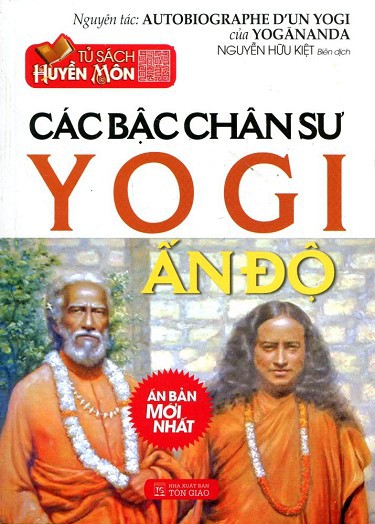 Nguyên tác: AUTOBIOGRAPHE D'UN YOGI
của YOGĀNANDA
NGUYỄN HỮU KIỆT Biên dịch
TỦ SÁCH
HUYỀN MÔN
CÁC BẬC CHÂN SƯ
YOGI
ẤN ĐỘ
ẤN BẢN
MỚI
NHẤT
NHÀ XUẤT BẢN
TÔN GIÁO